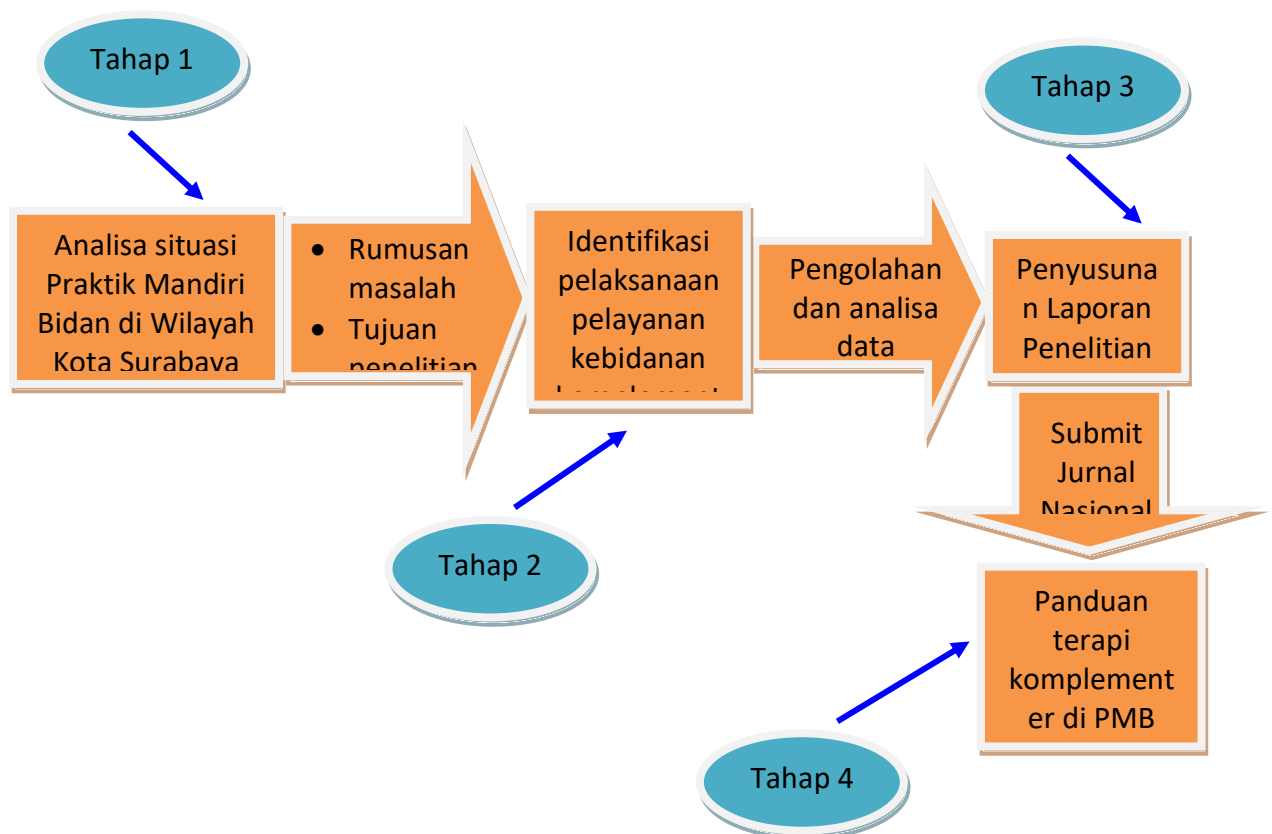 Tahap 1
Tahap 3
Analisa situasi
Praktik Mandiri
Bidan di Wilayah
Kota Surabaya
• Rumusan
masalah
• Tujuan
penelitian
Identifikasi
pelaksanaan
pelayanan
kebidanan
Pengolahan
dan analisa
data
Penyusuna
n Laporan
Penelitian
Submit
Jurnal
Nasional
Tahap 2
Panduan
terapi
komplement
er di PMB
Tahap 4